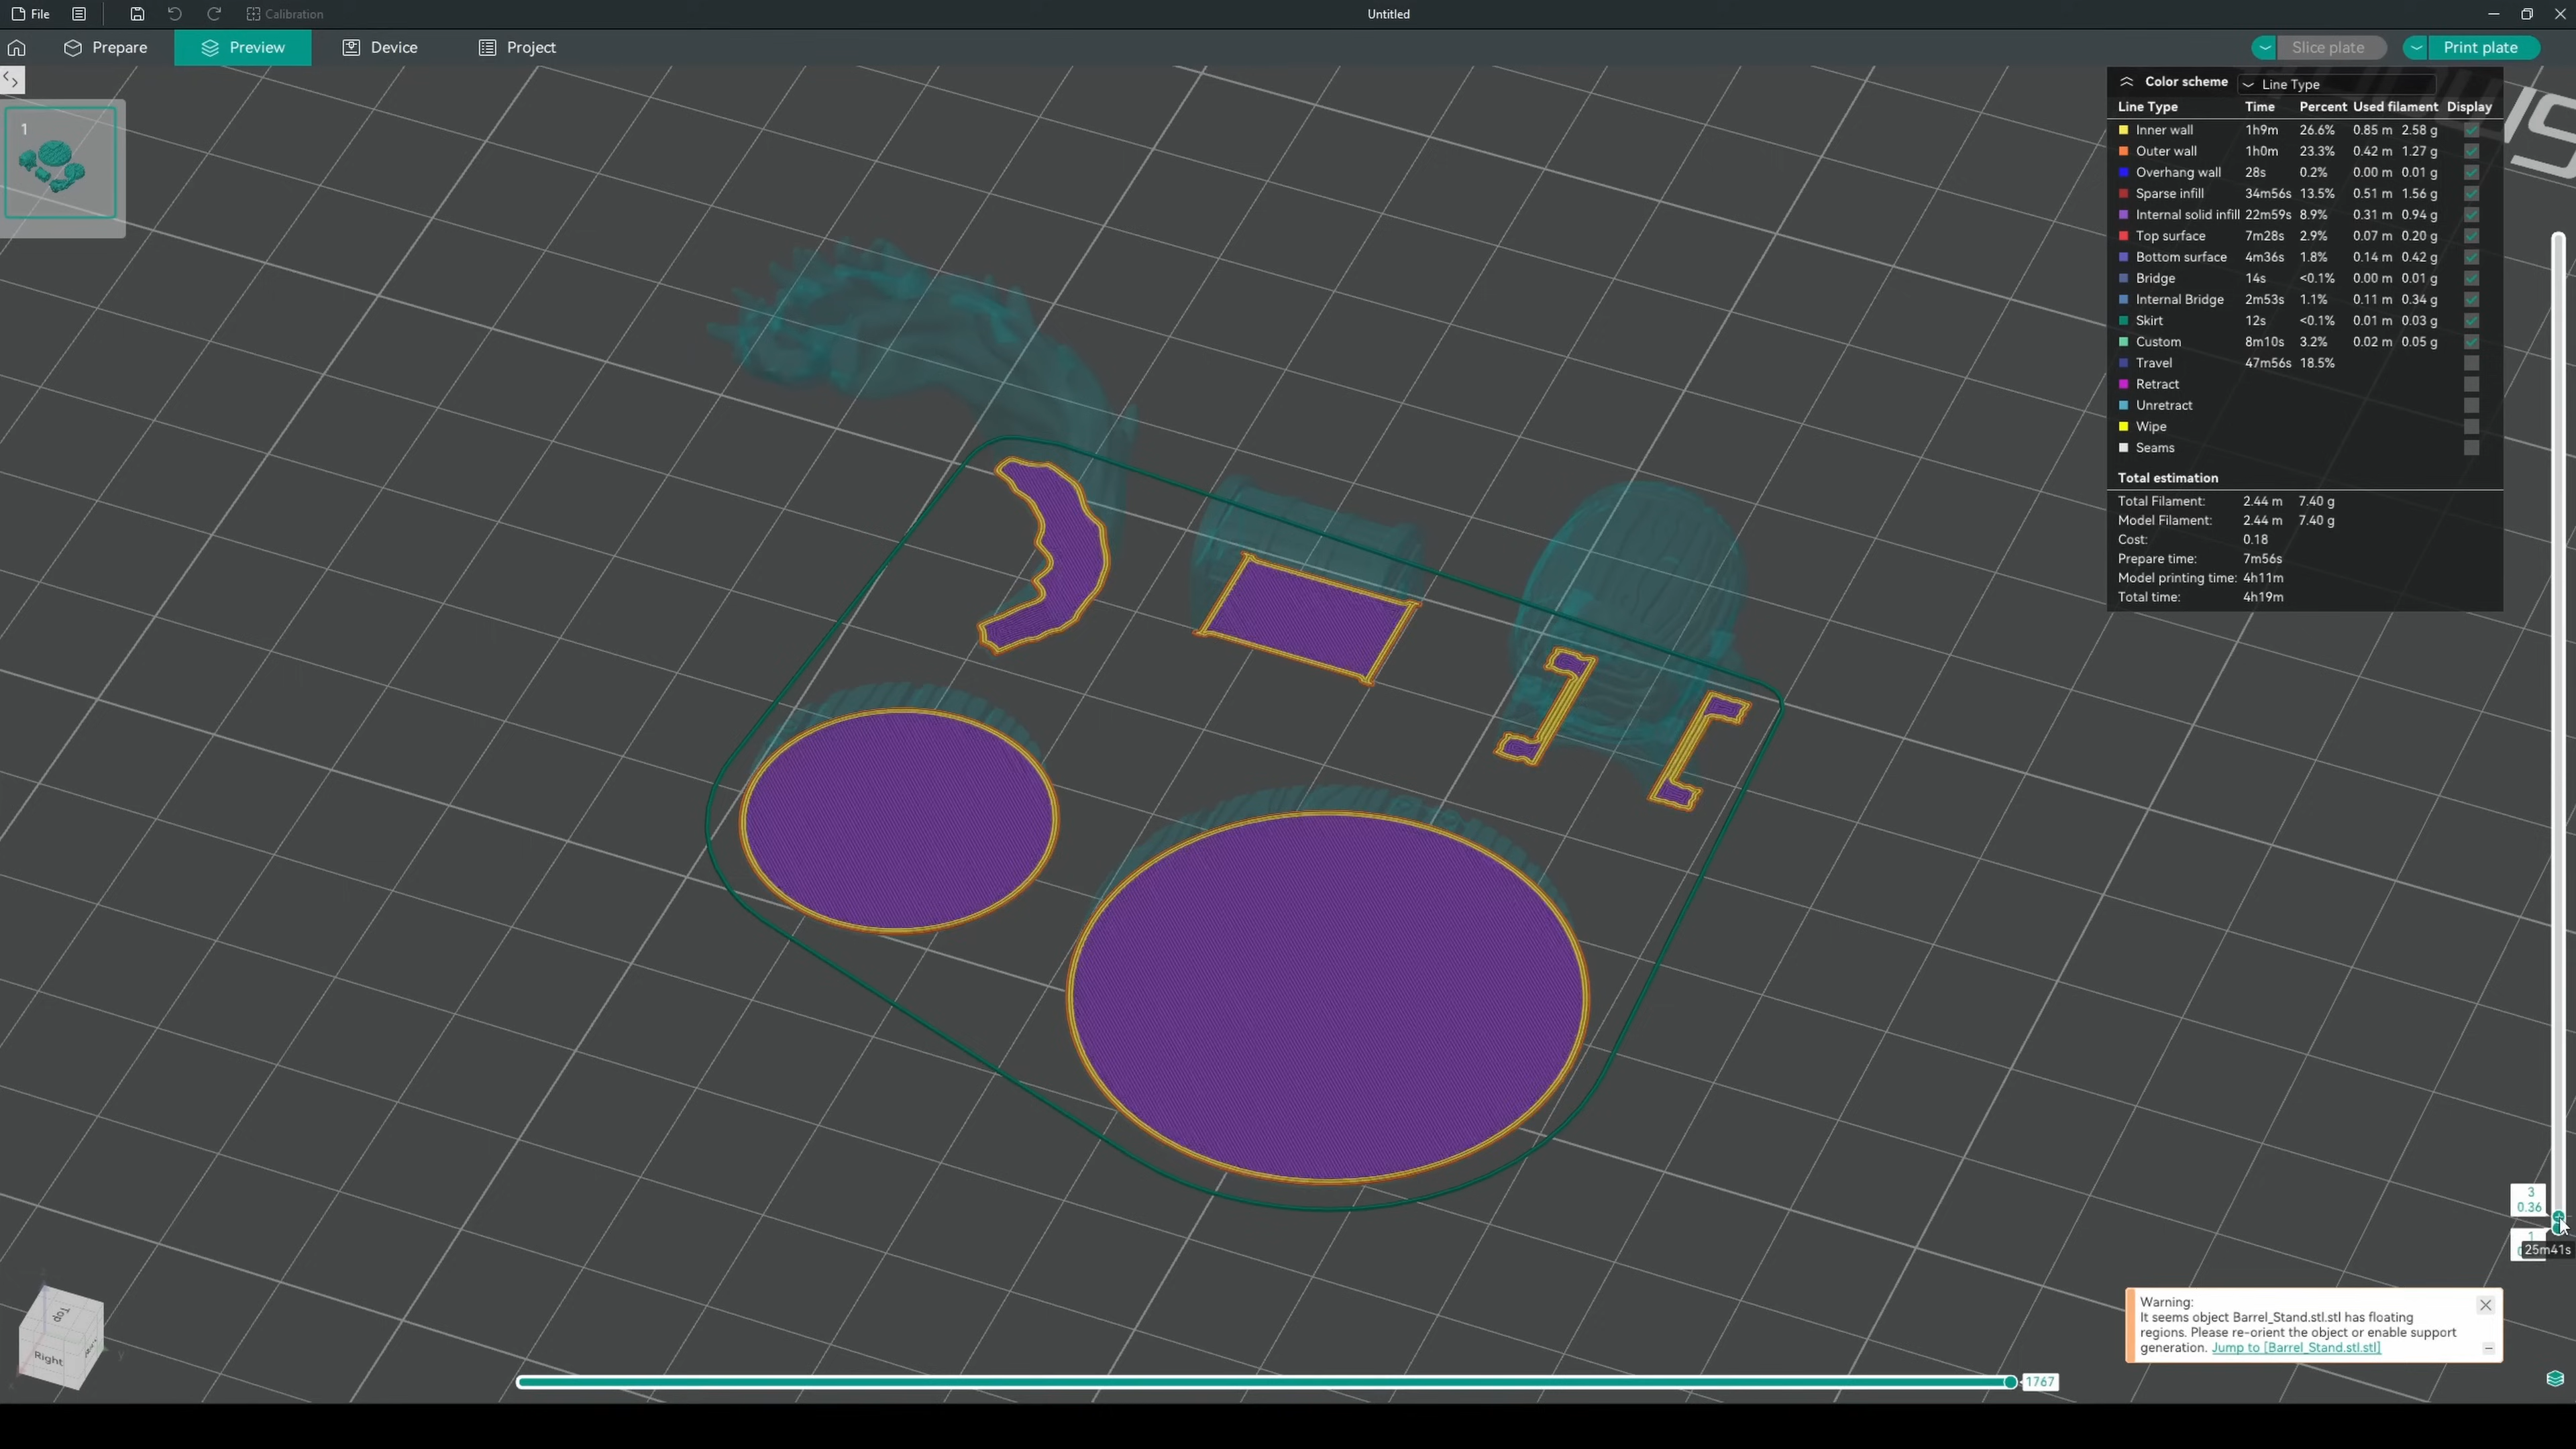 File Calibration Untitled
Prepare Preview Device Project Slice plate Print plate
1
Color scheme Line Type
Line Type Time Percent Used filament Display
Inner wall 1h9m 26.6% 0.85 m 2.58 g
Outer wall 1h0m 23.3% 0.42 m 1.27 g
Overhang wall 28s 0.2% 0.00 m 0.01 g
Sparse infill 34m56s 13.5% 0.51 m 1.56 g
Internal solid infill 22m59s 8.9% 0.31 m 0.94 g
Top surface 7m28s 2.9% 0.07 m 0.20 g
Bottom surface 4m36s 1.8% 0.14 m 0.42 g
Bridge 14s <0.1% 0.00 m 0.01 g
Internal Bridge 2m53s 1.1% 0.11 m 0.34 g
Skirt 12s <0.1% 0.01 m 0.03 g
Custom 8m10s 3.2% 0.02 m 0.05 g
Travel 47m56s 18.5%
Retract
Unretract
Wipe
Seams
Total estimation
Total Filament: 2.44 m 7.40 g
Model Filament: 2.44 m 7.40 g
Cost: 0.18
Prepare time: 7m56s
Model printing time: 4h11m
Total time: 4h19m
3
0.36
1
25m41s
Warning:
It seems object Barrel_Stand.stl.stl has floating
regions. Please re-orient the object or enable support
generation. Jump to [Barrel_Stand.stl.stl]
Top
Right
1767